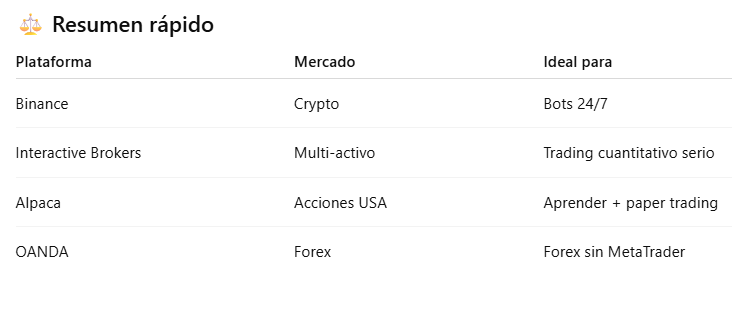 ⚖️ Resumen rápido
Plataforma Mercado Ideal para
Binance Crypto Bots 24/7
Interactive Brokers Multi-activo Trading cuantitativo serio
Alpaca Acciones USA Aprender + paper trading
OANDA Forex Forex sin MetaTrader